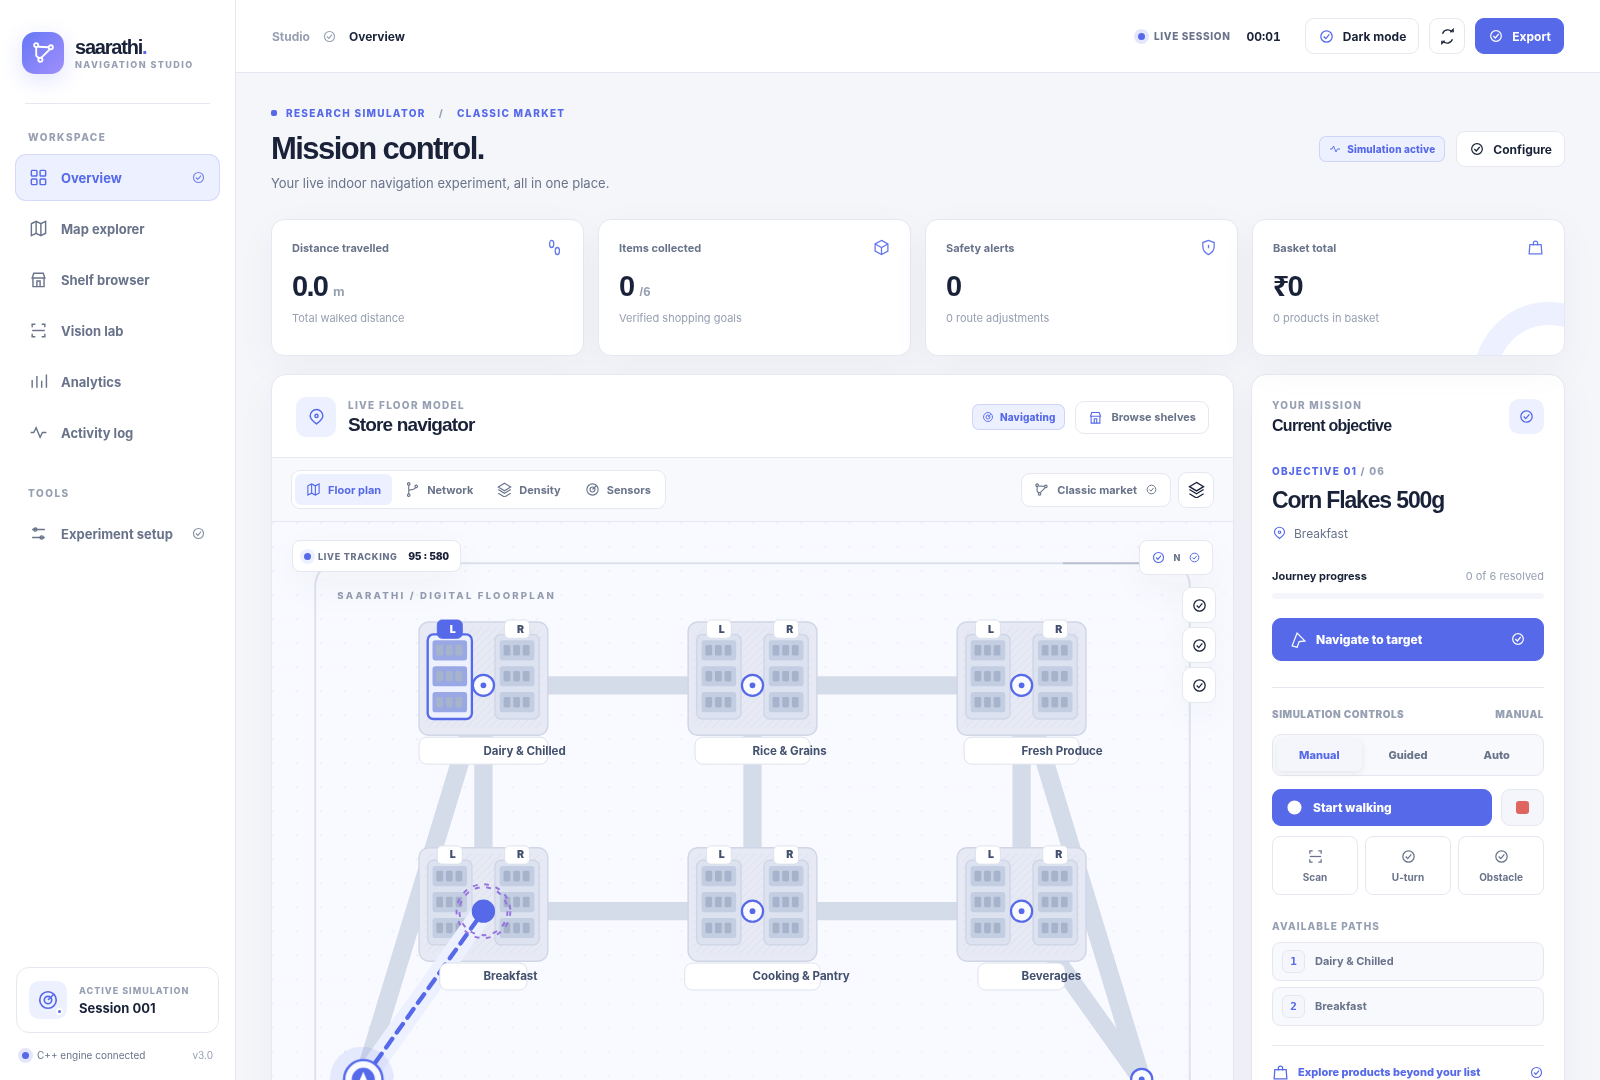 saarathi.
NAVIGATION STUDIO
WORKSPACE
Overview
Map explorer
Shelf browser
Vision lab
Analytics
Activity log
TOOLS
Experiment setup
ACTIVE SIMULATION
Session 001
C++ engine connected v3.0
Studio Overview
LIVE SESSION 00:01
Dark mode
Export
RESEARCH SIMULATOR / CLASSIC MARKET
Mission control.
Your live indoor navigation experiment, all in one place.
Simulation active
Configure
Distance travelled
0.0 m
Total walked distance
Items collected
0 /6
Verified shopping goals
Safety alerts
0
0 route adjustments
Basket total
₹0
0 products in basket
LIVE FLOOR MODEL
Store navigator
Navigating
Browse shelves
Floor plan
Network
Density
Sensors
Classic market
LIVE TRACKING 95 : 580
N
SAARATHI / DIGITAL FLOORPLAN
L R
L R
L R
Dairy & Chilled
Rice & Grains
Fresh Produce
L R
L R
L R
Breakfast
Cooking & Pantry
Beverages
YOUR MISSION
Current objective
OBJECTIVE 01 / 06
Corn Flakes 500g
Breakfast
Journey progress 0 of 6 resolved
Navigate to target
SIMULATION CONTROLS MANUAL
Manual Guided Auto
Start walking
Scan U-turn Obstacle
AVAILABLE PATHS
1 Dairy & Chilled
2 Breakfast
Explore products beyond your list